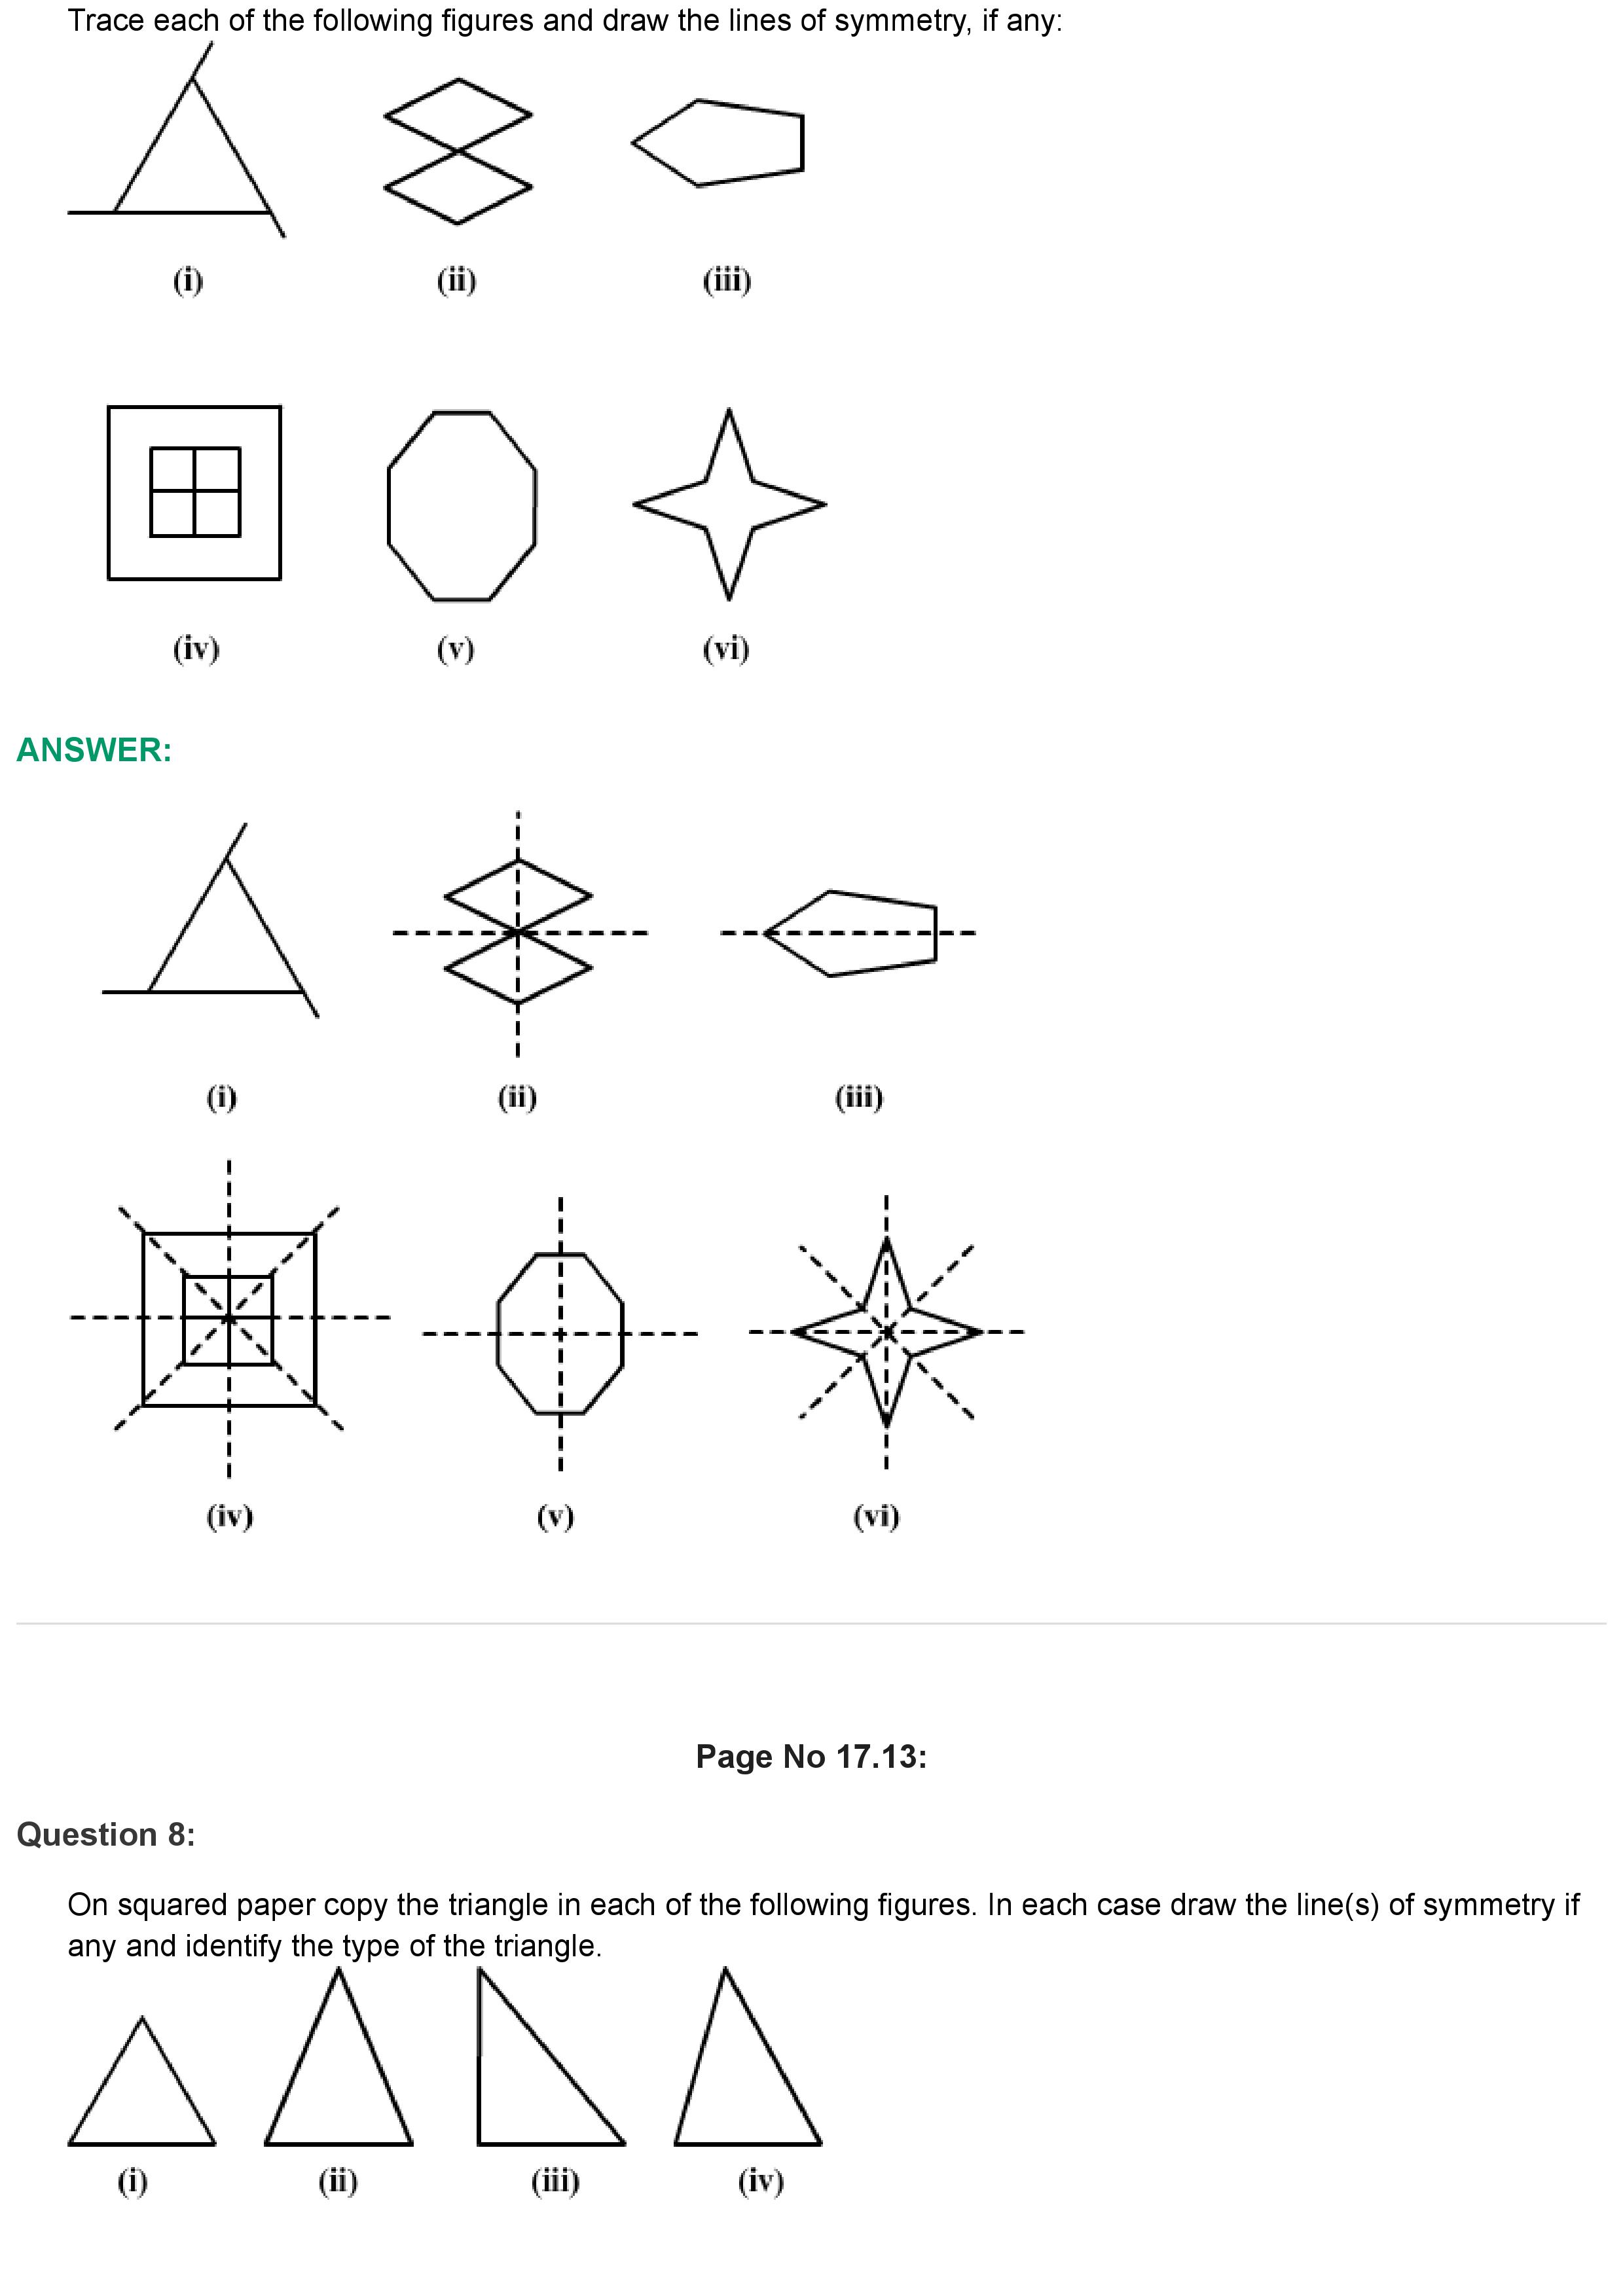 Trace each of the following figures and draw the lines of symmetry, if any:
(i) (ii) (iii)
(iv) (v) (vi)
ANSWER:
(i) (ii) (iii)
(iv) (v) (vi)
Page No 17.13:
Question 8:
On squared paper copy the triangle in each of the following figures. In each case draw the line(s) of symmetry if
any and identify the type of the triangle.
(i) (ii) (iii) (iv)